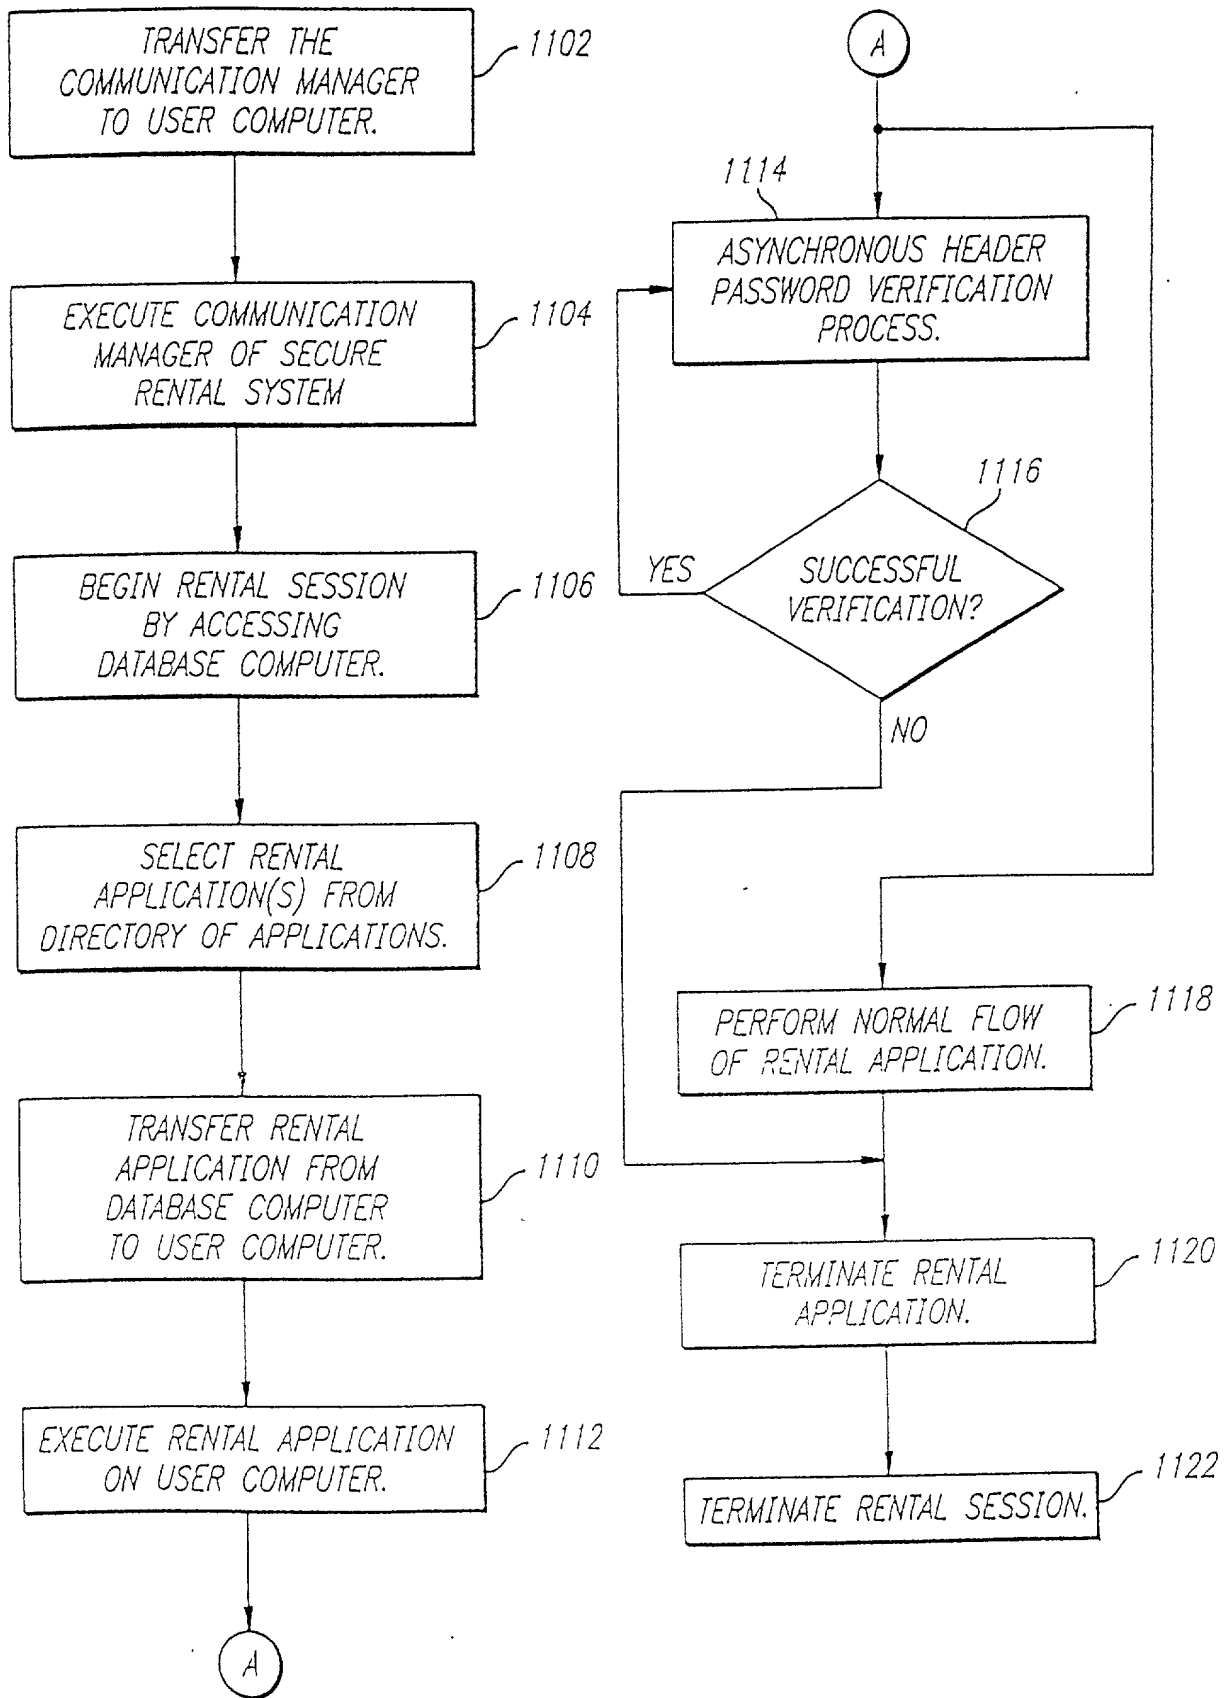 TRANSFER THE
COMMUNICATION MANAGER
TO USER COMPUTER.
1102
EXECUTE COMMUNICATION
MANAGER OF SECURE
RENTAL SYSTEM
1104
BEGIN RENTAL SESSION
BY ACCESSING
DATABASE COMPUTER.
1106
SELECT RENTAL
APPLICATION(S) FROM
DIRECTORY OF APPLICATIONS.
1108
TRANSFER RENTAL
APPLICATION FROM
DATABASE COMPUTER
TO USER COMPUTER.
1110
EXECUTE RENTAL APPLICATION
ON USER COMPUTER.
1112
A
A
1114
ASYNCHRONOUS HEADER
PASSWORD VERIFICATION
PROCESS.
1116
SUCCESSFUL
VERIFICATION?
YES
NO
PERFORM NORMAL FLOW
OF RENTAL APPLICATION.
1118
TERMINATE RENTAL
APPLICATION.
1120
TERMINATE RENTAL SESSION.
1122